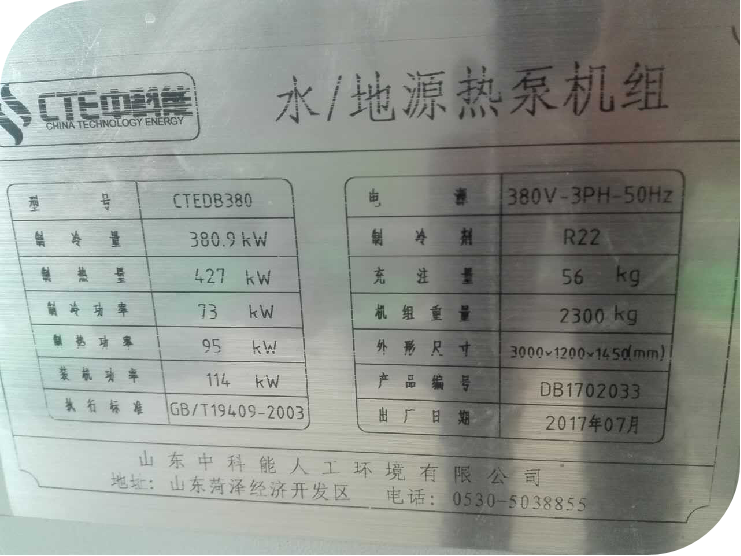 CTE中科能
CHINA TECHNOLOGY ENERGY
水/地源热泵机组
型号 CTEDB380
制冷量 380.9kW
制热量 427 kW
制冷功率 73 kW
制热功率 95 kW
装机功率 114 kW
执行标准 GB/T19409-2003
电源 380V-3PH-50Hz
制冷剂 R22
充注量 56 kg
机组重量 2300 kg
外形尺寸 3000×1200×1450(mm)
产品编号 DB1702033
出厂日期 2017年07月
山东中科能人工环境有限公司
地址: 山东菏泽经济开发区 电话: 0530-5038855